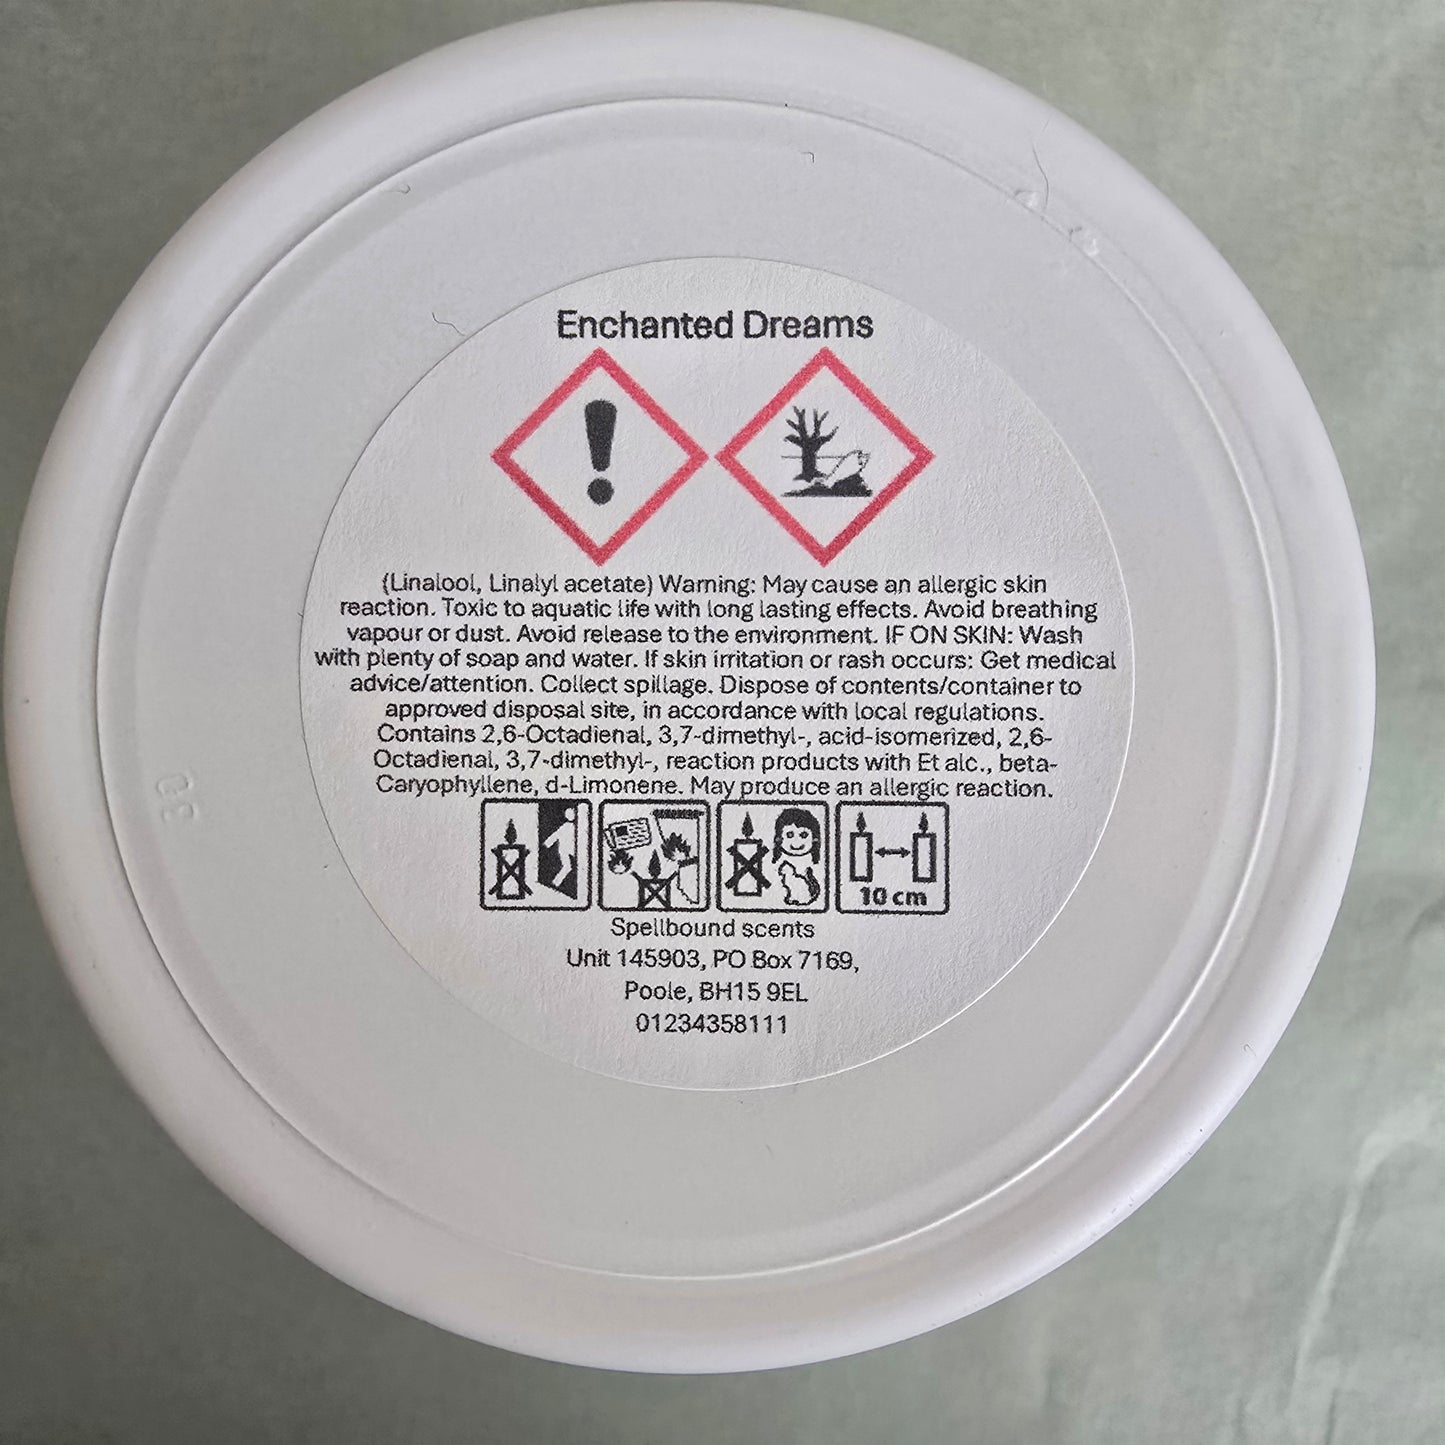 Enchanted Dreams
(Linalool, Linalyl acetate) Warning: May cause an allergic skin
reaction. Toxic to aquatic life with long lasting effects. Avoid breathing
vapour or dust. Avoid release to the environment. IF ON SKIN: Wash
with plenty of soap and water. If skin irritation or rash occurs: Get medical
advice/attention. Collect spillage. Dispose of contents/container to
approved disposal site, in accordance with local regulations.
Contains 2,6-Octadienal, 3,7-dimethyl-, acid-isomerized, 2,6-
Octadienal, 3,7-dimethyl-, reaction products with Et alc., beta-
Caryophyllene, d-Limonene. May produce an allergic reaction.
10 cm
Spellbound scents
Unit 145903, PO Box 7169,
Poole, BH15 9EL
01234358111